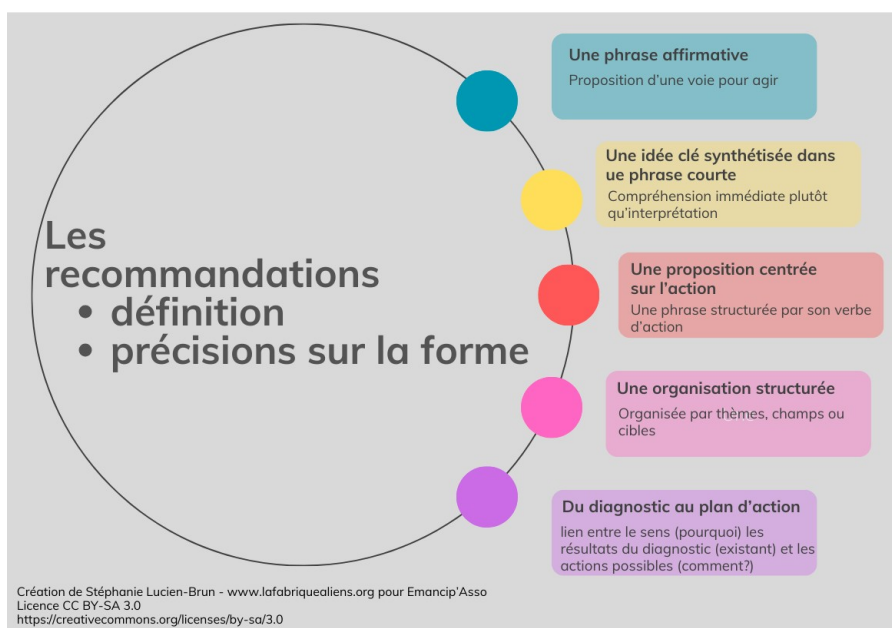 Les
recommandations
• définition
• précisions sur la forme
Une phrase affirmative
Proposition d'une voie pour agir
Une idée clé synthétisée dans
ue phrase courte
Compréhension immédiate plutôt
qu'interprétation
Une proposition centrée
sur l'action
Une phrase structurée par son verbe
d'action
Une organisation structurée
Organisée par thèmes, champs ou
cibles
Du diagnostic au plan d'action
lien entre le sens (pourquoi) les
résultats du diagnostic (existant) et les
actions possibles (comment?)
Création de Stéphanie Lucien-Brun - www.lafabriquealiens.org pour Emancip'Asso
Licence CC BY-SA 3.0
https://creativecommons.org/licenses/by-sa/3.0